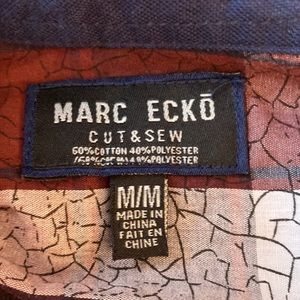 MARC ECKŌ
CUT & SEW
60% COTTON 40% POLYESTER
M/M
MADE IN
CHINA
FAIT EN
CHINE